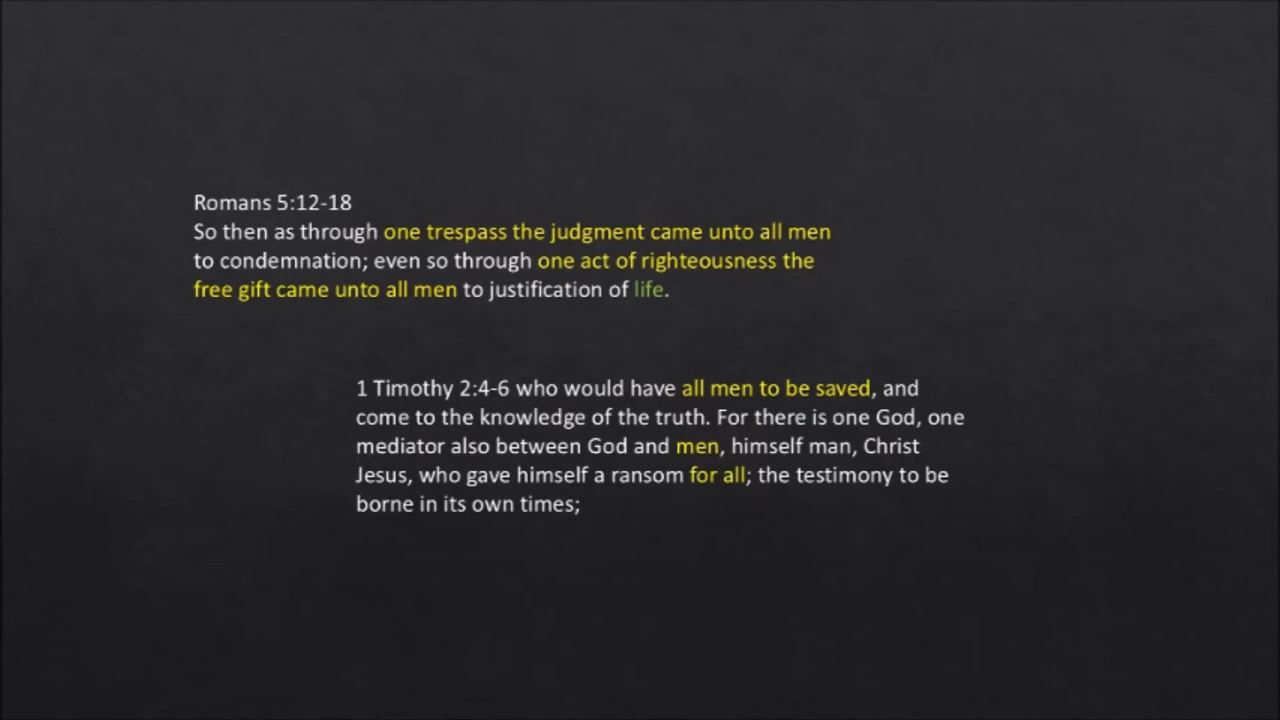 Romans 5:12-18
So then as through one trespass the judgment came unto all men
to condemnation; even so through one act of righteousness the
free gift came unto all men to justification of life.
1 Timothy 2:4-6 who would have all men to be saved, and
come to the knowledge of the truth. For there is one God, one
mediator also between God and men, himself man, Christ
Jesus, who gave himself a ransom for all; the testimony to be
borne in its own times;